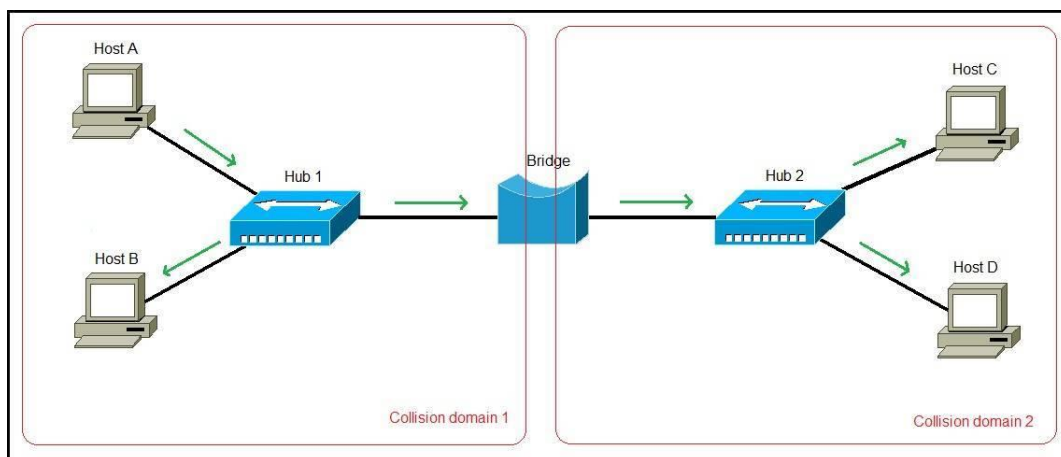 Host A
Host C
Bridge
Hub 1
Hub 2
Host B
Host D
Collision domain 1
Collision domain 2